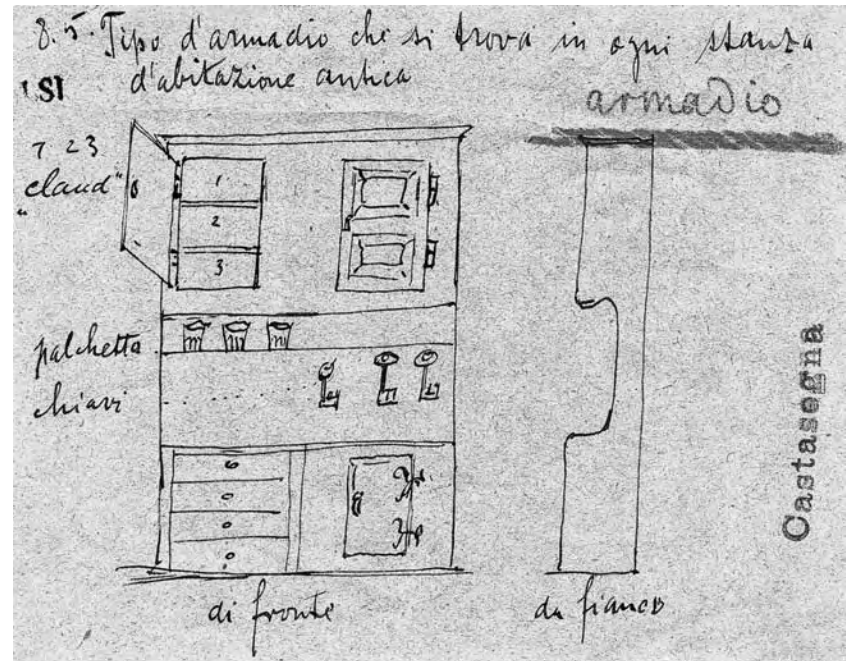 8.5. Tipo d'armadio che si trova in ogni stanza
d'abitazione antica
SI
armadio
7 23
"claud"
1
2
3
palchetta
chiavi
Castasegna
di fronte
da fianco